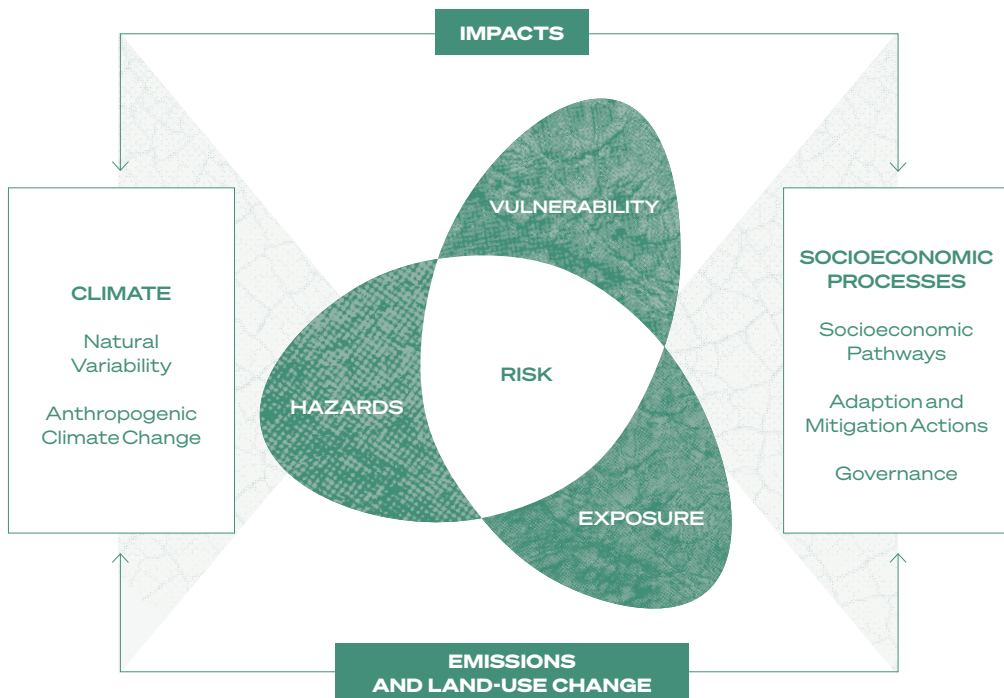 IMPACTS
VULNERABILITY
CLIMATE
Natural
Variability
Anthropogenic
Climate Change
HAZARDS
RISK
EXPOSURE
SOCIOECONOMIC
PROCESSES
Socioeconomic
Pathways
Adaption and
Mitigation Actions
Governance
EMISSIONS
AND LAND-USE CHANGE